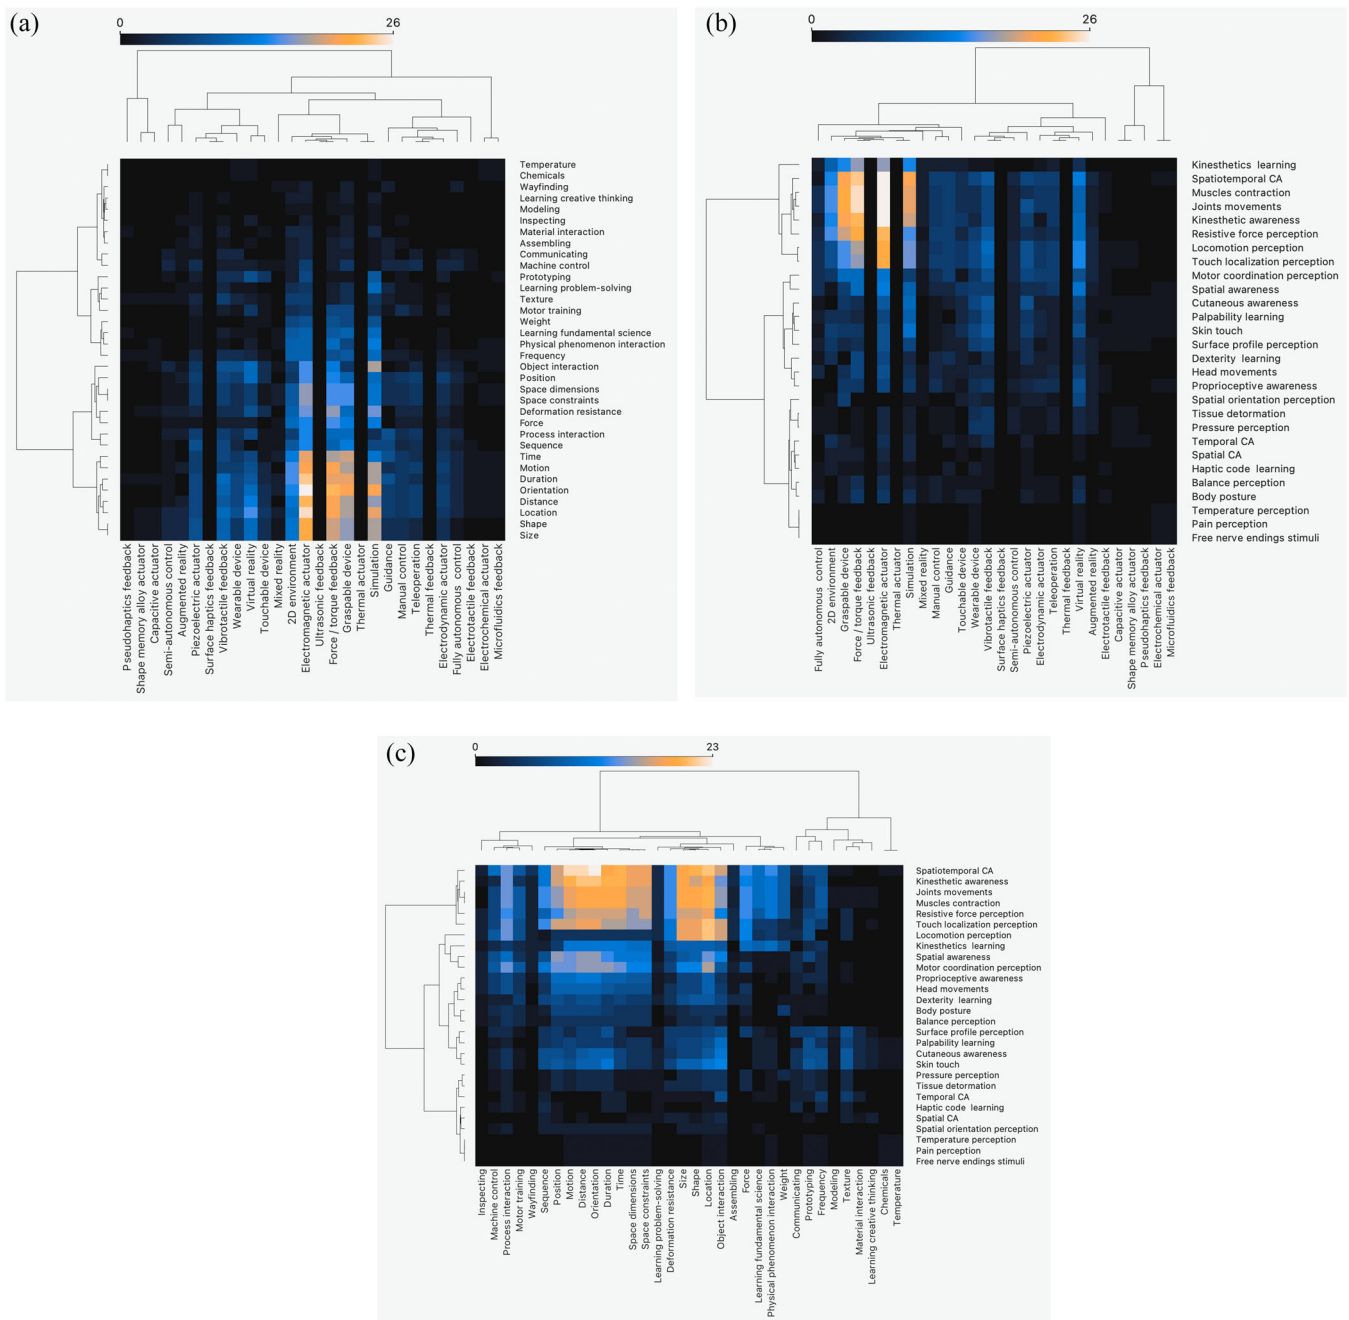 (a)
0
26
Temperature
Chemicals
Wayfinding
Learning creative thinking
Modeling
Inspecting
Material interaction
Assembling
Communicating
Machine control
Prototyping
Learning problem-solving
Texture
Motor training
Weight
Learning fundamental science
Physical phenomenon interaction
Frequency
Object interaction
Position
Space dimensions
Space constraints
Deformation resistance
Force
Process interaction
Sequence
Time
Motion
Duration
Orientation
Distance
Location
Shape
Size
Pseudohaptics feedback
Shape memory alloy actuator
Capacitive actuator
Semi-autonomous control
Augmented reality
Piezoelectric actuator
Surface haptics feedback
Vibrotactile feedback
Wearable device
Virtual reality
Touchable device
Mixed reality
2D environment
Electromagnetic actuator
Ultrasonic feedback
Force / torque feedback
Graspable device
Thermal actuator
Simulation
Guidance
Manual control
Teleoperation
Thermal feedback
Electrodynamic actuator
Fully autonomous control
Electrotactile feedback
Electrochemical actuator
Microfluidics feedback
(b)
0
26
Kinesthetics learning
Spatiotemporal CA
Muscles contraction
Joints movements
Kinesthetic awareness
Resistive force perception
Locomotion perception
Touch localization perception
Motor coordination perception
Spatial awareness
Cutaneous awareness
Palpability learning
Skin touch
Surface profile perception
Dexterity learning
Head movements
Proprioceptive awareness
Spatial orientation perception
Tissue detormation
Pressure perception
Temporal CA
Spatial CA
Haptic code learning
Balance perception
Body posture
Temperature perception
Pain perception
Free nerve endings stimuli
Fully autonomous control
2D environment
Graspable device
Force / torque feedback
Ultrasonic feedback
Electromagnetic actuator
Thermal actuator
Simulation
Mixed reality
Manual control
Guidance
Touchable device
Wearable device
Vibrotactile feedback
Surface haptics feedback
Semi-autonomous control
Piezoelectric actuator
Electrodynamic actuator
Teleoperation
Thermal feedback
Virtual reality
Augmented reality
Electrotactile feedback
Capacitive actuator
Shape memory alloy actuator
Pseudohaptics feedback
Electrochemical actuator
Microfluidics feedback
(c)
0
23
Spatiotemporal CA
Kinesthetic awareness
Joints movements
Muscles contraction
Resistive force perception
Touch localization perception
Locomotion perception
Kinesthetics learning
Spatial awareness
Motor coordination perception
Proprioceptive awareness
Head movements
Dexterity learning
Body posture
Balance perception
Surface profile perception
Palpability learning
Cutaneous awareness
Skin touch
Pressure perception
Tissue detormation
Temporal CA
Haptic code learning
Spatial CA
Spatial orientation perception
Temperature perception
Pain perception
Free nerve endings stimuli
Inspecting
Machine control
Process interaction
Motor training
Wayfinding
Sequence
Position
Motion
Distance
Orientation
Duration
Time
Space dimensions
Space constraints
Learning problem-solving
Deformation resistance
Size
Shape
Location
Object interaction
Assembling
Force
Learning fundamental science
Physical phenomenon interaction
Weight
Communicating
Prototyping
Frequency
Modeling
Texture
Material interaction
Learning creative thinking
Chemicals
Temperature